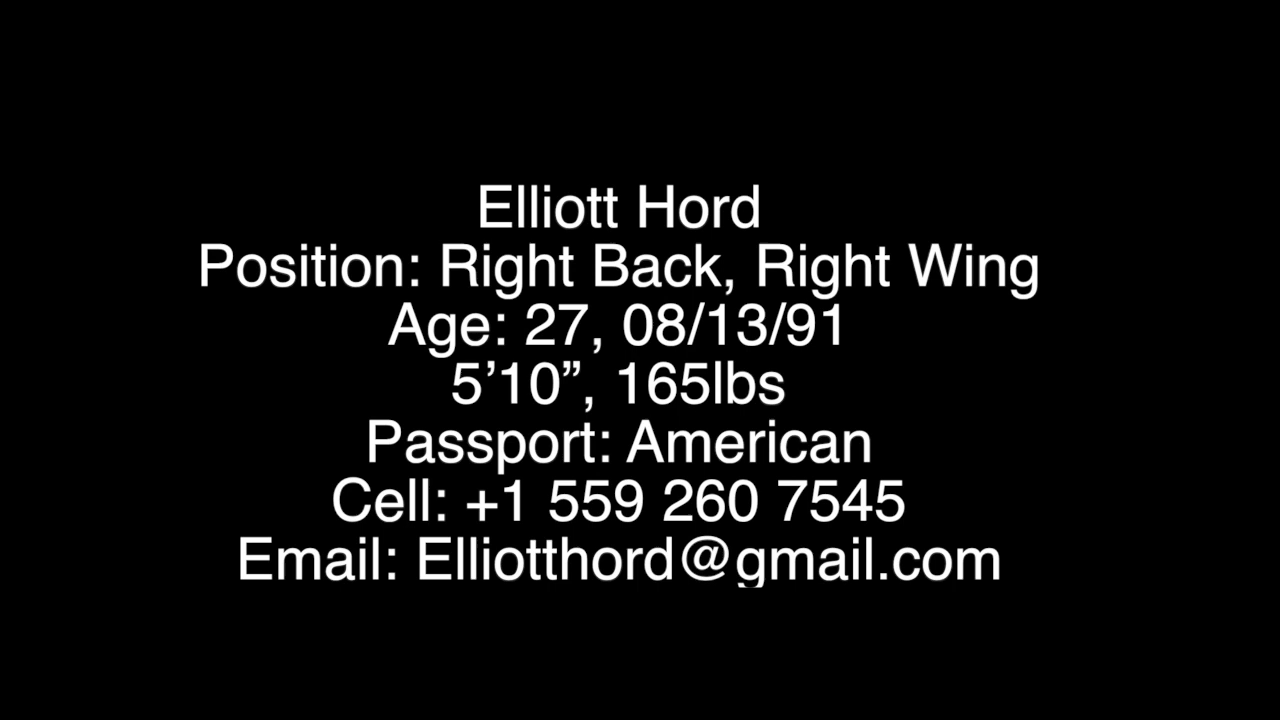 Elliott Hord
Position: Right Back, Right Wing
Age: 27, 08/13/91
5’10”, 165lbs
Passport: American
Cell: +1 559 260 7545
Email: Elliotthord@gmail.com